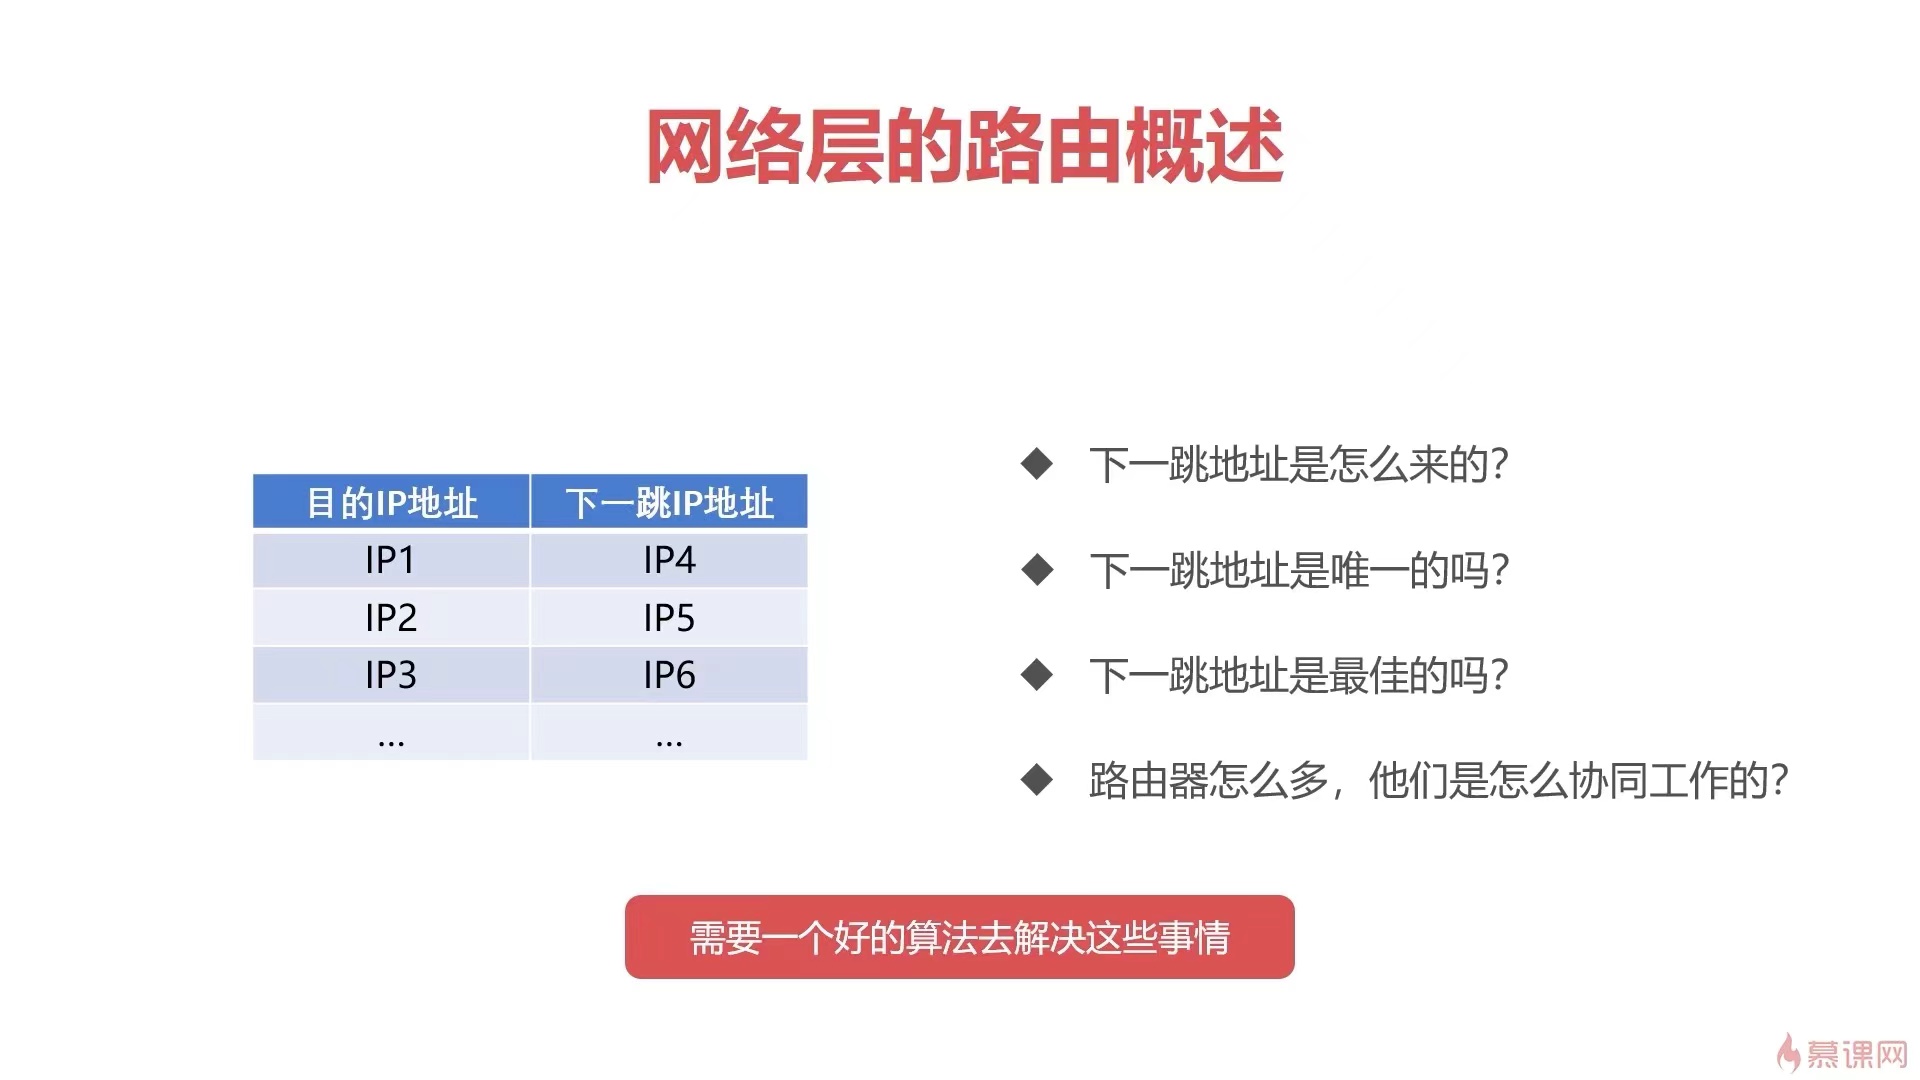 网络层的路由概述
目的IP地址 下一跳IP地址
IP1 IP4
IP2 IP5
IP3 IP6
... ...
下一跳地址是怎么来的?
下一跳地址是唯一的吗?
下一跳地址是最佳的吗?
路由器怎么多，他们是怎么协同工作的?
需要一个好的算法去解决这些事情
慕课网